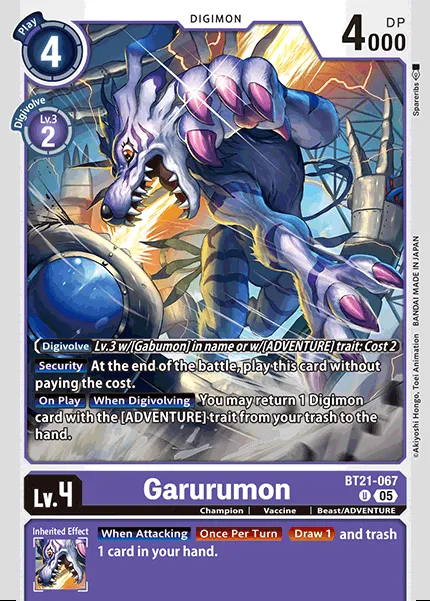 DIGIMON
Play
4
4000
DP
Digivolve
Lv.3
2
Spareribs
©Akiyoshi Hongo, Toei Animation BANDAI MADE IN JAPAN
Digivolve Lv.3 w/[Gabumon] in name or w/[ADVENTURE] trait: Cost 2
Security At the end of the battle, play this card without
paying the cost.
On Play When Digivolving You may return 1 Digimon
card with the [ADVENTURE] trait from your trash to the
hand.
Lv.4
Garurumon
BT21-067
U 05
Champion | Vaccine | Beast/ADVENTURE
Inherited Effect
When Attacking Once Per Turn Draw 1 and trash
1 card in your hand.